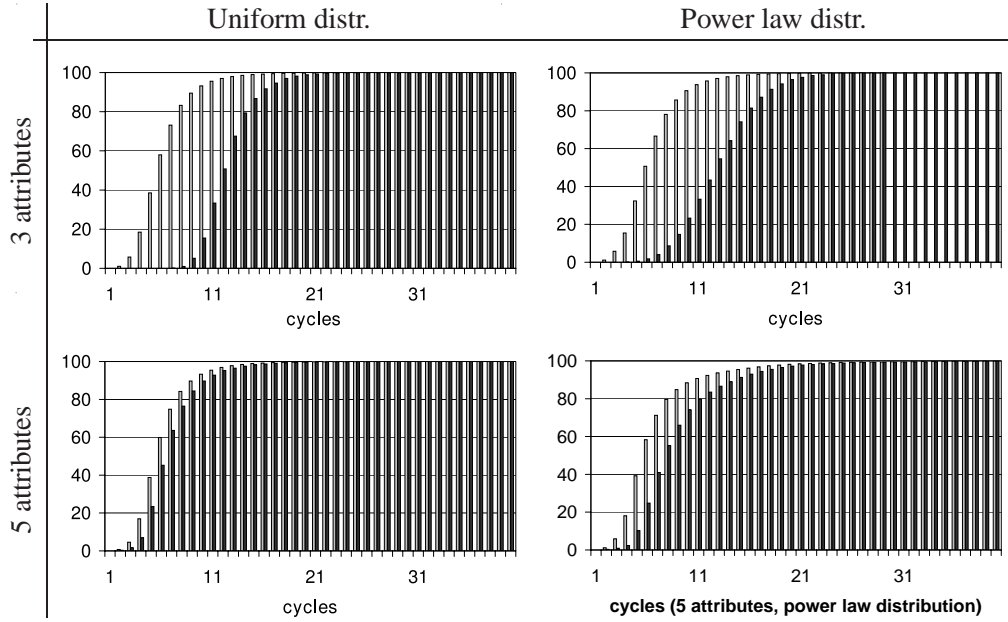 Uniform distr. Power law distr.
3 attributes
100
80
60
40
20
0
1 11 21 31
cycles
100
80
60
40
20
0
1 11 21 31
cycles
5 attributes
100
80
60
40
20
0
1 11 21 31
cycles
100
80
60
40
20
0
1 11 21 31
cycles (5 attributes, power law distribution)